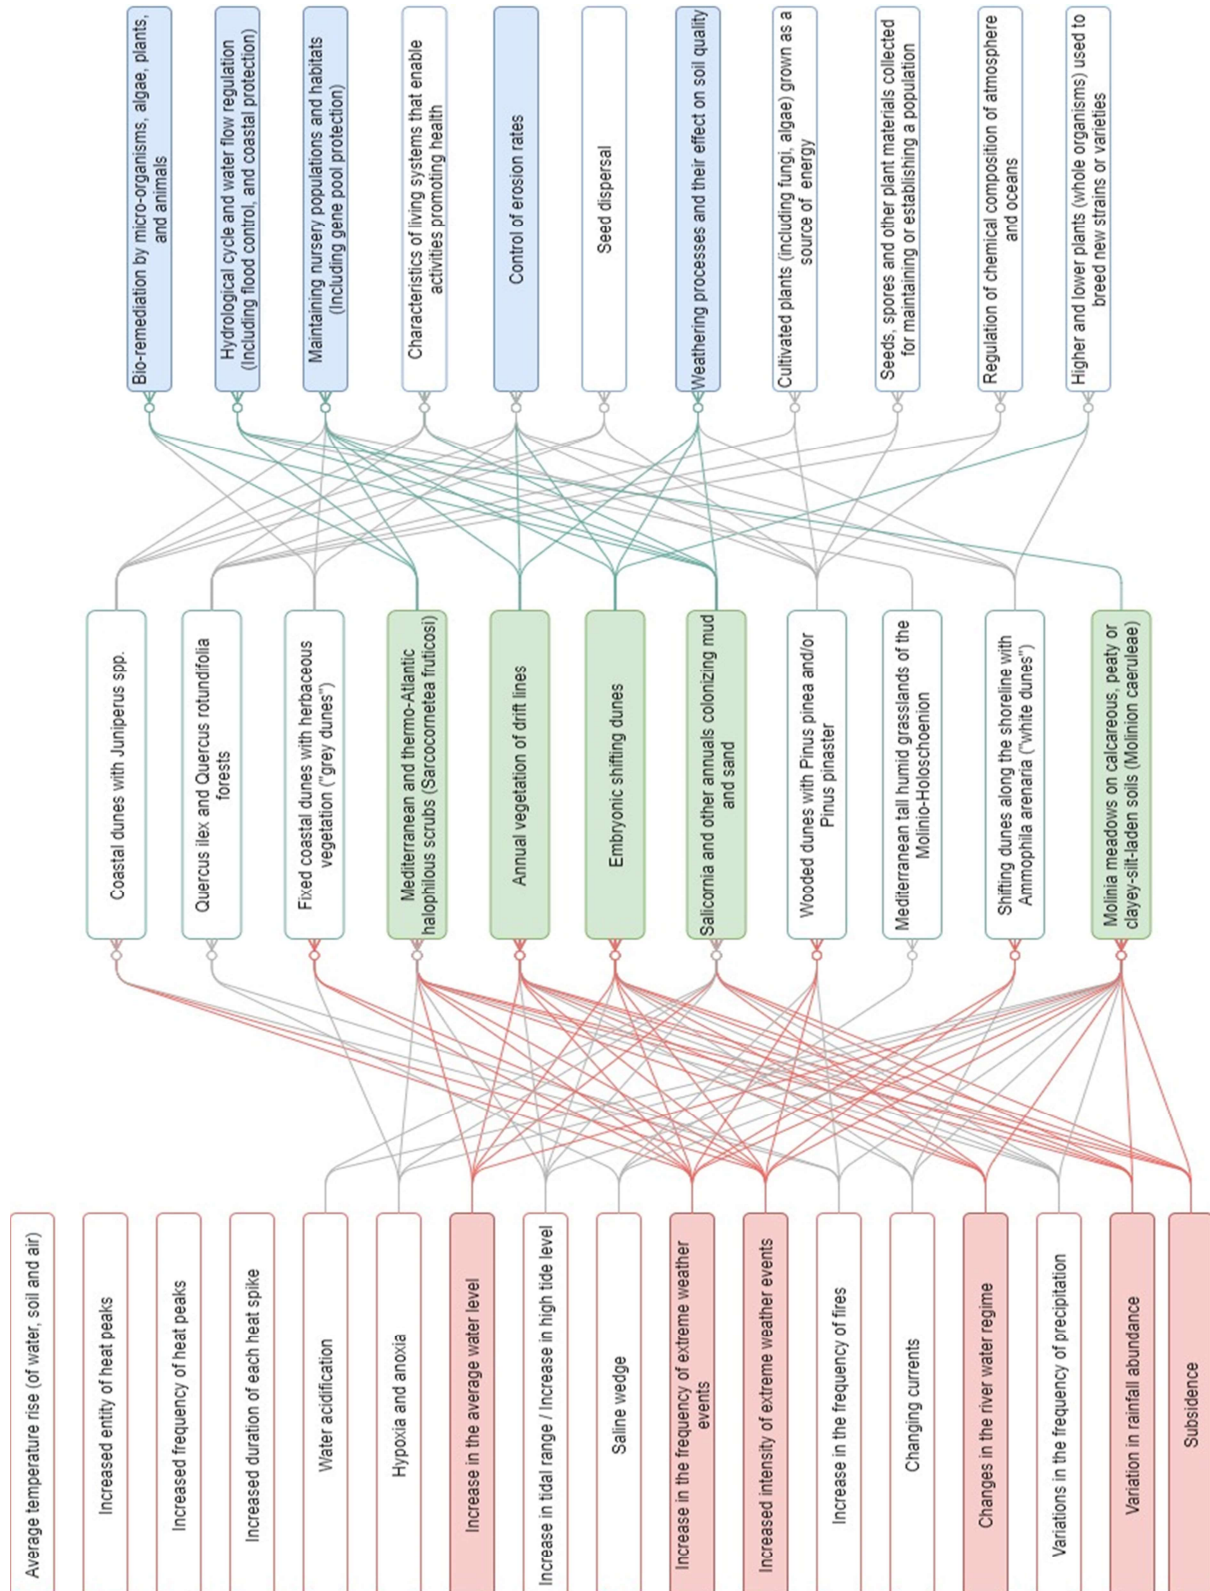 Bio-remediation by micro-organisms, algae, plants,
and animals
Hydrological cycle and water flow regulation
(Including flood control, and coastal protection)
Maintaining nursery populations and habitats
(Including gene pool protection)
Characteristics of living systems that enable
activities promoting health
Control of erosion rates
Seed dispersal
Weathering processes and their effect on soil quality
Cultivated plants (including fungi, algae) grown as a
source of energy
Seeds, spores and other plant materials collected
for maintaining or establishing a population
Regulation of chemical composition of atmosphere
and oceans
Higher and lower plants (whole organisms) used to
breed new strains or varieties
Coastal dunes with Juniperus spp.
Quercus ilex and Quercus rotundifolia
forests
Fixed coastal dunes with herbaceous
vegetation ("grey dunes")
Mediterranean and thermo-Atlantic
halophilous scrubs (Sarcocornetea fruticosi)
Annual vegetation of drift lines
Embryonic shifting dunes
Salicornia and other annuals colonizing mud
and sand
Wooded dunes with Pinus pinea and/or
Pinus pinaster
Mediterranean tall humid grasslands of the
Molinio-Holoschoenion
Shifting dunes along the shoreline with
Ammophila arenaria ("white dunes")
Molinia meadows on calcareous, peaty or
clayey-silt-laden soils (Molinion caeruleae)
Average temperature rise (of water, soil and air)
Increased entity of heat peaks
Increased frequency of heat peaks
Increased duration of each heat spike
Water acidification
Hypoxia and anoxia
Increase in the average water level
Increase in tidal range / Increase in high tide level
Saline wedge
Increase in the frequency of extreme weather
events
Increased intensity of extreme weather events
Increase in the frequency of fires
Changing currents
Changes in the river water regime
Variations in the frequency of precipitation
Variation in rainfall abundance
Subsidence